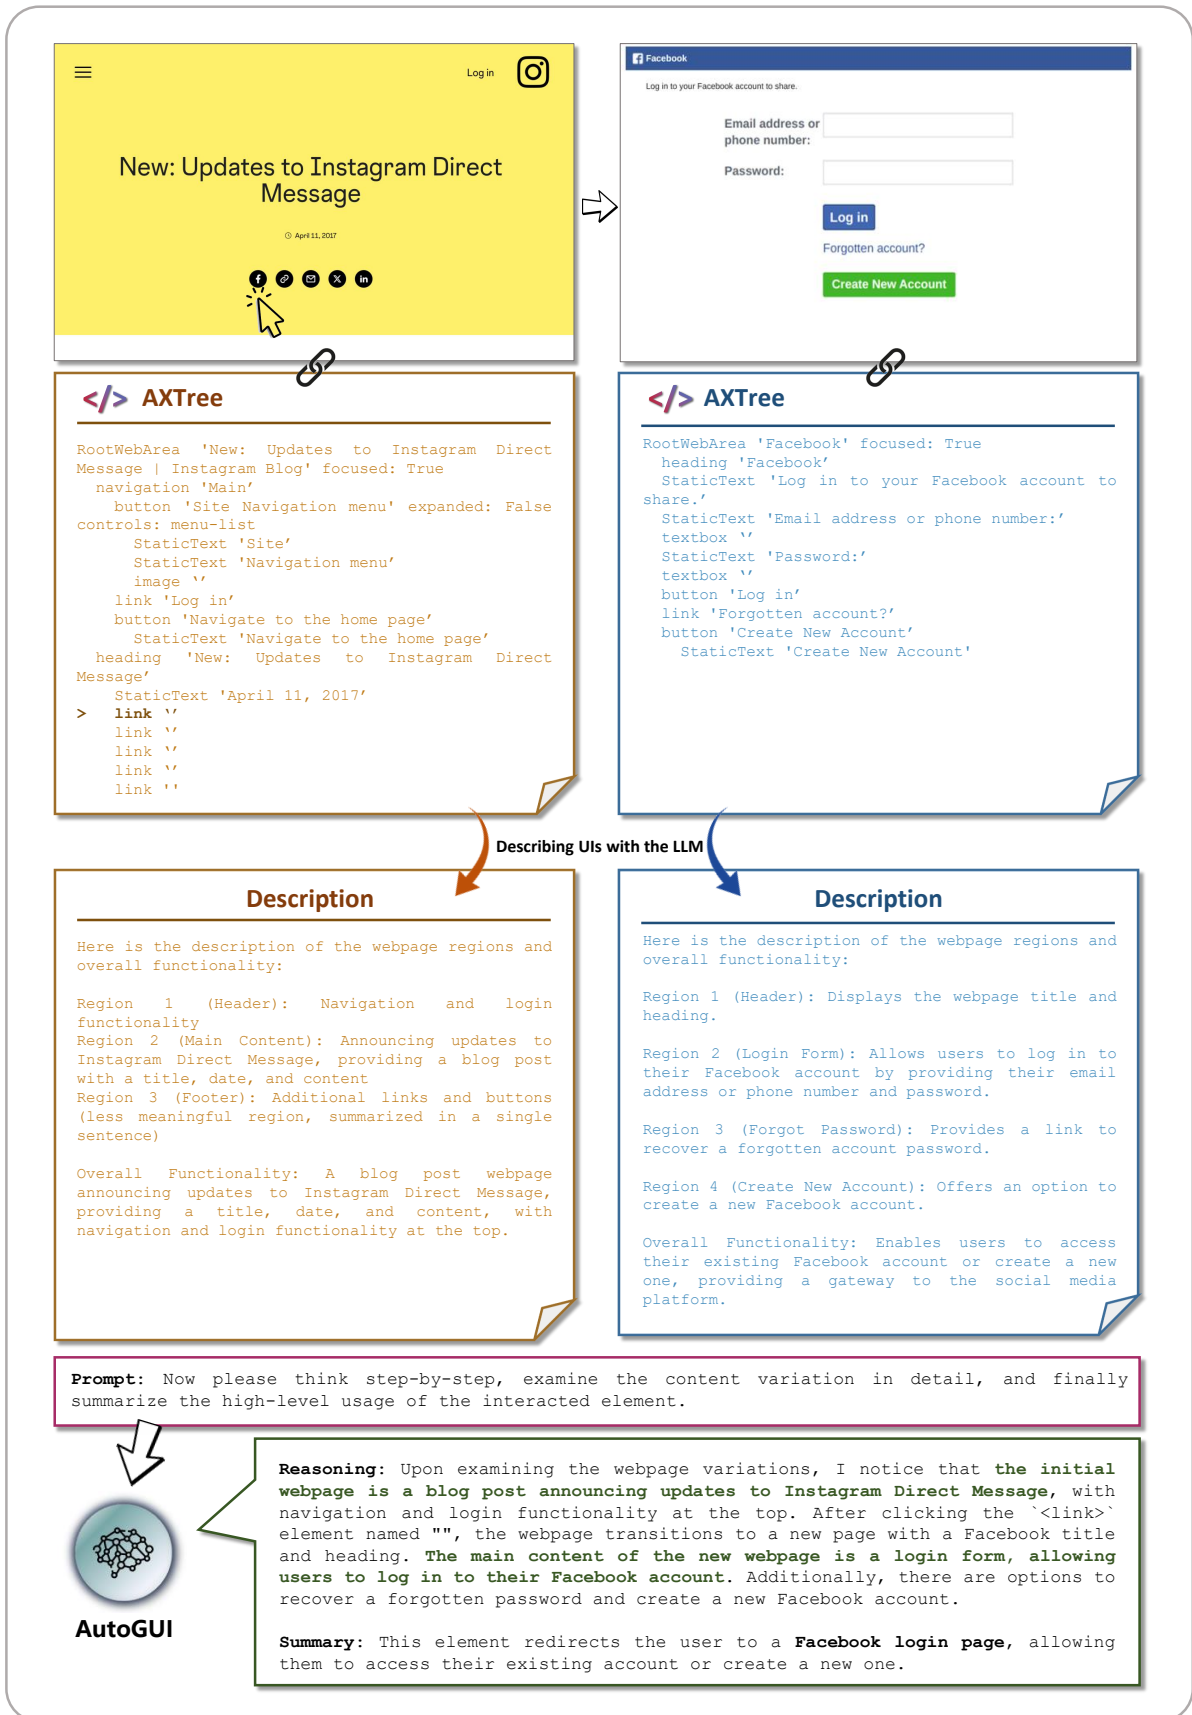 Log in
New: Updates to Instagram Direct
Message
April 11, 2017
Facebook
Log in to your Facebook account to share.
Email address or
phone number:
Password:
Log in
Forgotten account?
Create New Account
</> AXTree
RootWebArea 'New: Updates to Instagram Direct
Message | Instagram Blog' focused: True
navigation 'Main’
button 'Site Navigation menu' expanded: False
controls: menu-list
StaticText 'Site’
StaticText 'Navigation menu’
image ‘’
link 'Log in’
button 'Navigate to the home page’
StaticText 'Navigate to the home page’
heading 'New: Updates to Instagram Direct
Message’
StaticText 'April 11, 2017’
> link ‘’
link ‘’
link ‘’
link ‘’
link ''
</> AXTree
RootWebArea 'Facebook' focused: True
heading 'Facebook’
StaticText 'Log in to your Facebook account to
share.’
StaticText 'Email address or phone number:’
textbox ‘’
StaticText 'Password:’
textbox ‘’
button 'Log in’
link 'Forgotten account?’
button 'Create New Account’
StaticText 'Create New Account'
Describing UIs with the LLM
Description
Here is the description of the webpage regions and
overall functionality:
Region 1 (Header): Navigation and login
functionality
Region 2 (Main Content): Announcing updates to
Instagram Direct Message, providing a blog post
with a title, date, and content
Region 3 (Footer): Additional links and buttons
(less meaningful region, summarized in a single
sentence)
Overall Functionality: A blog post webpage
announcing updates to Instagram Direct Message,
providing a title, date, and content, with
navigation and login functionality at the top.
Description
Here is the description of the webpage regions and
overall functionality:
Region 1 (Header): Displays the webpage title and
heading.
Region 2 (Login Form): Allows users to log in to
their Facebook account by providing their email
address or phone number and password.
Region 3 (Forgot Password): Provides a link to
recover a forgotten account password.
Region 4 (Create New Account): Offers an option to
create a new Facebook account.
Overall Functionality: Enables users to access
their existing Facebook account or create a new
one, providing a gateway to the social media
platform.
Prompt: Now please think step-by-step, examine the content variation in detail, and finally
summarize the high-level usage of the interacted element.
AutoGUI
Reasoning: Upon examining the webpage variations, I notice that the initial
webpage is a blog post announcing updates to Instagram Direct Message, with
navigation and login functionality at the top. After clicking the `<link>`
element named "", the webpage transitions to a new page with a Facebook title
and heading. The main content of the new webpage is a login form, allowing
users to log in to their Facebook account. Additionally, there are options to
recover a forgotten password and create a new Facebook account.
Summary: This element redirects the user to a Facebook login page, allowing
them to access their existing account or create a new one.